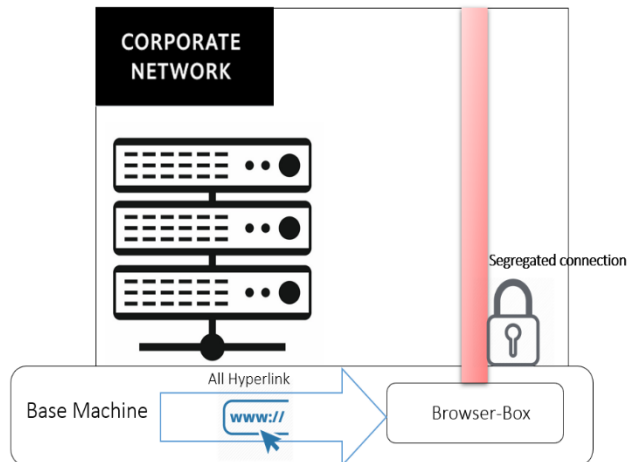 CORPORATE
NETWORK
Segregated connection
All Hyperlink
Base Machine
www://
Browser-Box